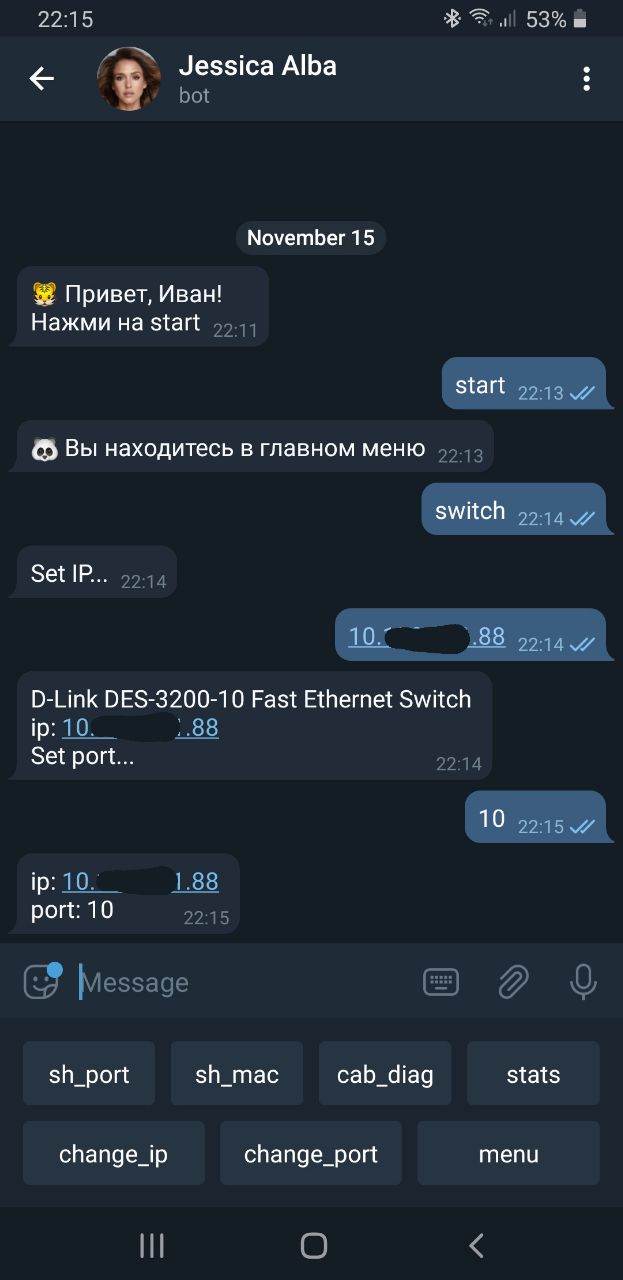 22:15
53%
Jessica Alba
bot
November 15
Привет, Иван!
Нажми на start 22:11
start 22:13
Вы находитесь в главном меню 22:13
switch 22:14
Set IP... 22:14
10. .88 22:14
D-Link DES-3200-10 Fast Ethernet Switch
ip: 10. .88
Set port... 22:14
10 22:15
ip: 10. 1.88
port: 10 22:15
Message
sh_port sh_mac cab_diag stats
change_ip change_port menu